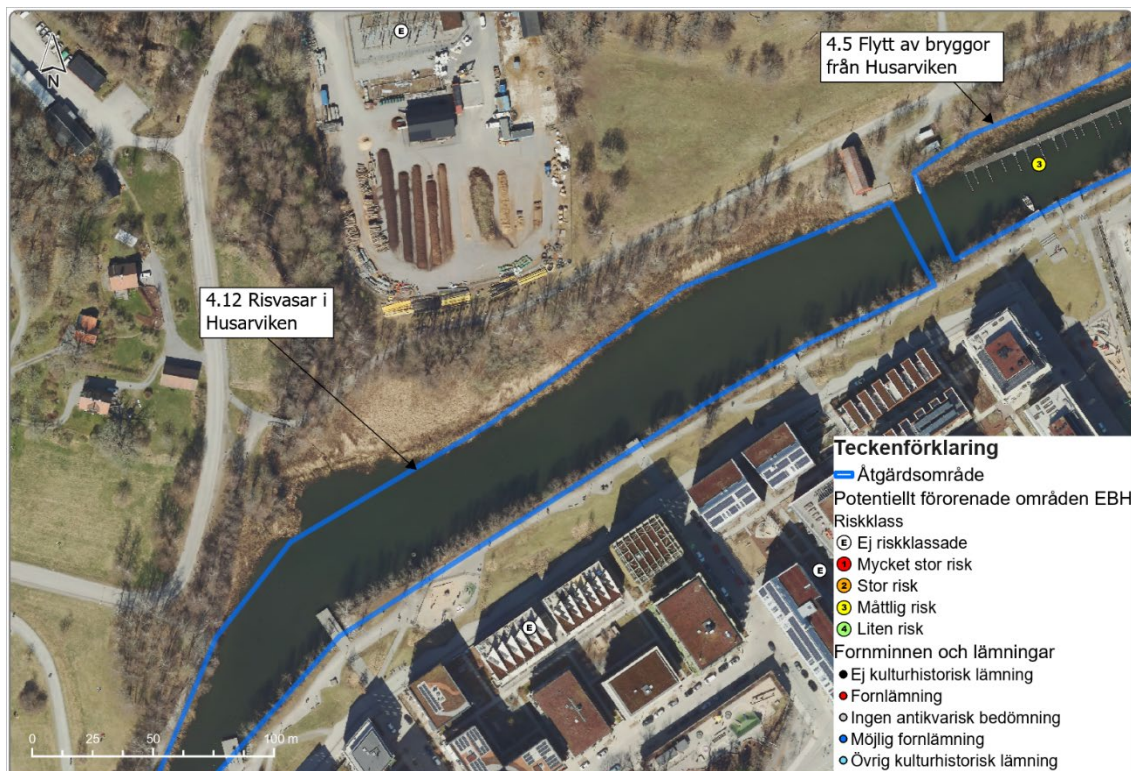 E
4.5 Flytt av bryggor
från Husarviken
N
3
4.12 Risvasar i
Husarviken
E
E
0 25 50 100 m
Teckenförklaring
Åtgärdsområde
Potentiellt förorenade områden EBH
Riskklass
E Ej riskklassade
1 Mycket stor risk
2 Stor risk
3 Måttlig risk
4 Liten risk
Fornminnen och lämningar
Ej kulturhistorisk lämning
Fornlämning
Ingen antikvarisk bedömning
Möjlig fornlämning
Övrig kulturhistorisk lämning